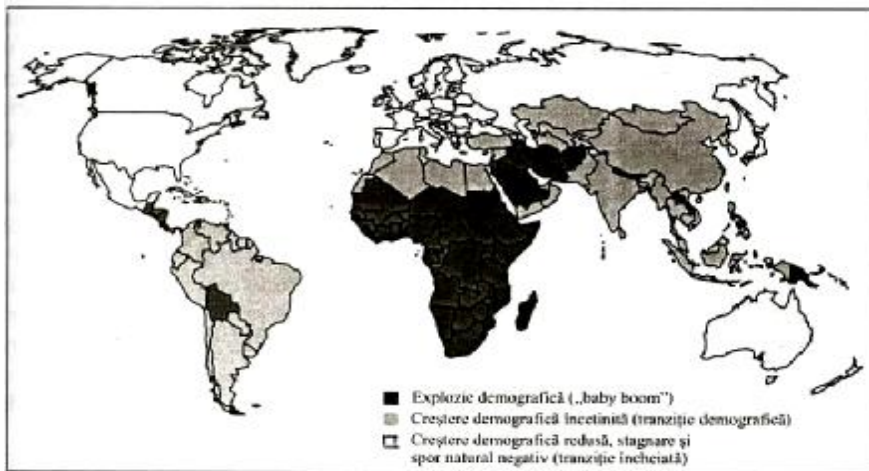 Explozie demografică („baby boom”)
Creștere demografică încetinită (tranziție demografică)
Creștere demografică redusă, stagnare și
spor natural negativ (tranziție încheiată)